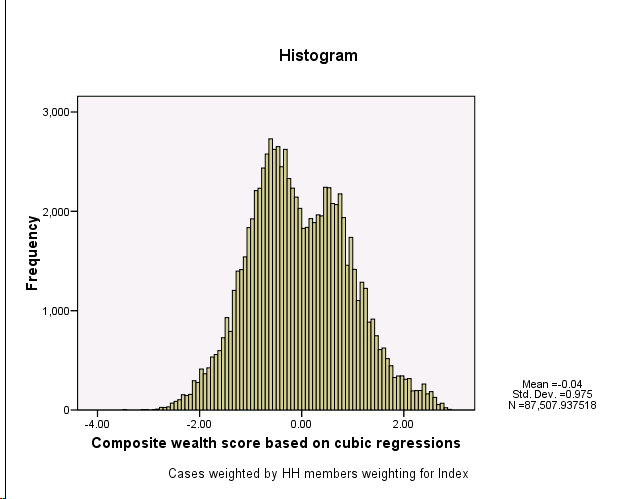 Histogram
3,000
2,000
1,000
0
Frequency
-4.00 -2.00 0.00 2.00
Composite wealth score based on cubic regressions
Cases weighted by HH members weighting for Index
Mean =-0.04
Std. Dev. =0.975
N =87,507.937518